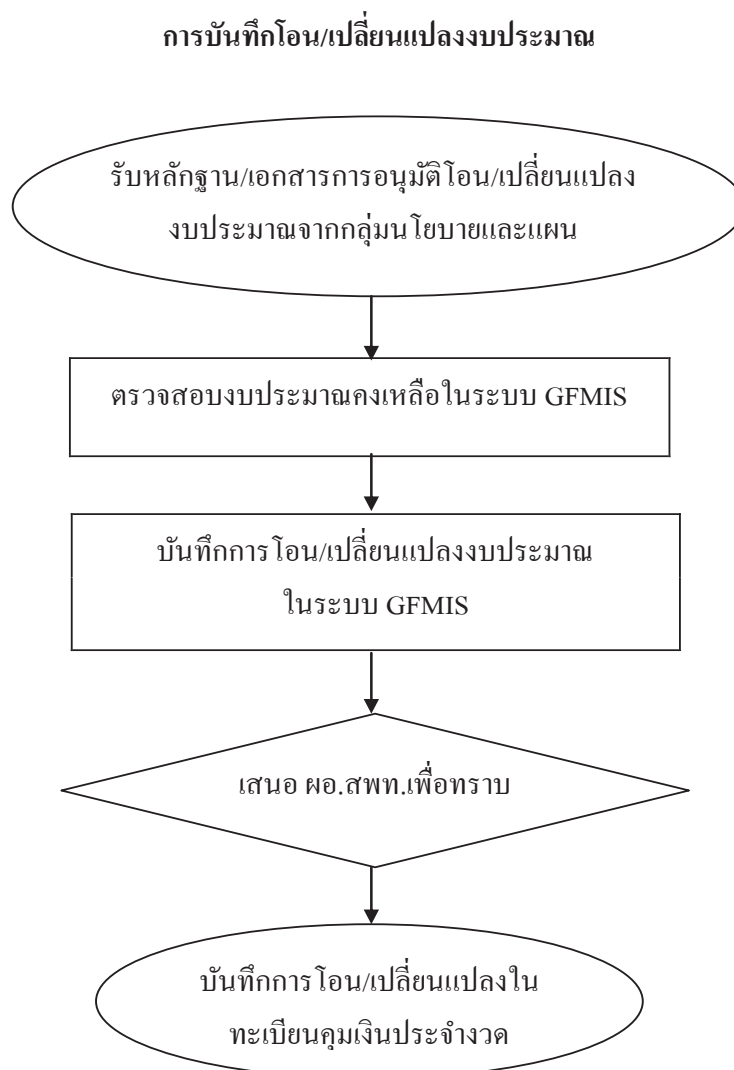 การบันทึกโอน/เปลี่ยนแปลงงบประมาณ
รับหลักฐาน/เอกสารการอนุมัติโอน/เปลี่ยนแปลง
งบประมาณจากกลุ่มนโยบายและแผน
ตรวจสอบงบประมาณคงเหลือในระบบ GFMIS
บันทึกการโอน/เปลี่ยนแปลงงบประมาณ
ในระบบ GFMIS
เสนอ ผอ.สพท.เพื่อทราบ
บันทึกการโอน/เปลี่ยนแปลงใน
ทะเบียนคุมเงินประจำงวด